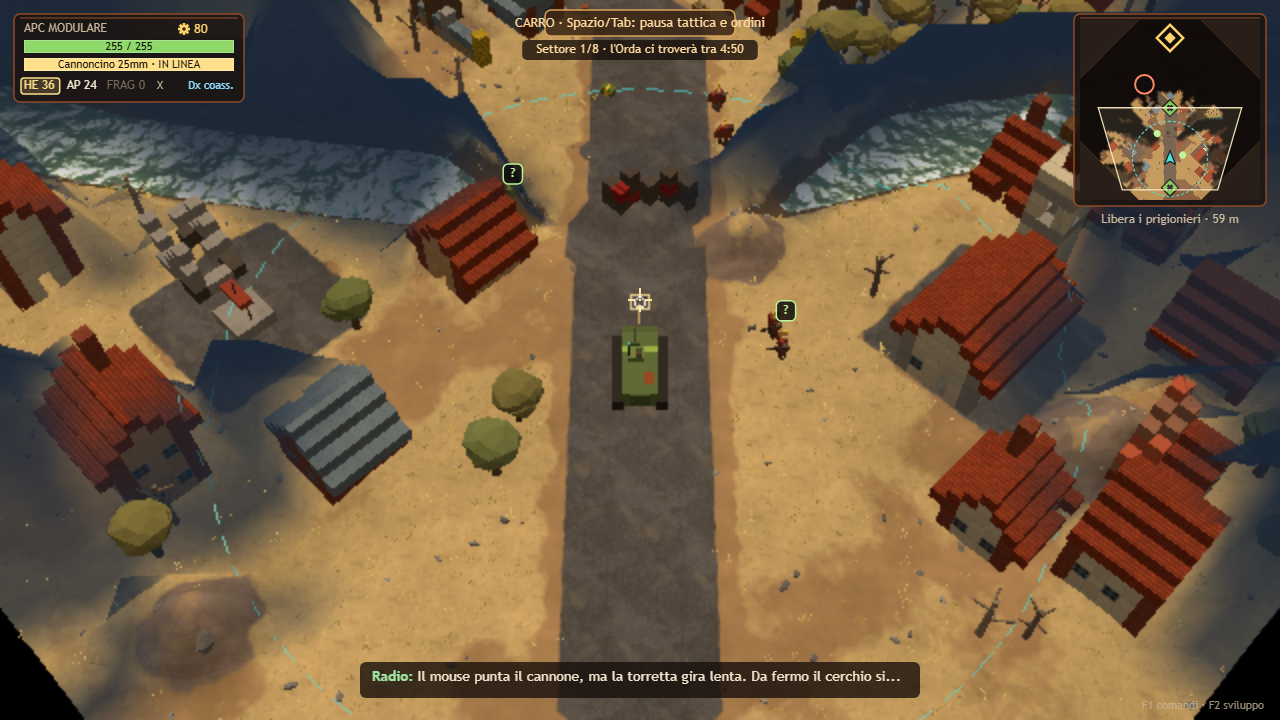 APC MODULARE 80
255 / 255
Cannoncino 25mm · IN LINEA
HE 36 AP 24 FRAG 0 X Dx coass.
CARRO · Spazio/Tab: pausa tattica e ordini
Settore 1/8 · l'Orda ci troverà tra 4:50
Libera i prigionieri · 59 m
?
?
Radio: Il mouse punta il cannone, ma la torretta gira lenta. Da fermo il cerchio si...
F1 comandi · F2 sviluppo